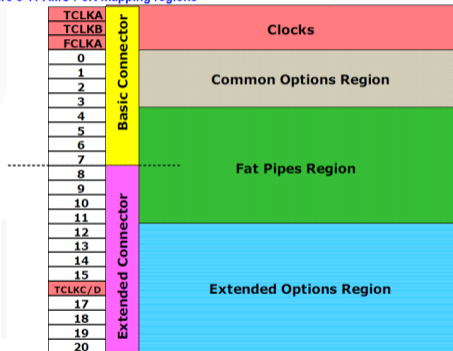 TCLKA
TCLKB
FCLKA
0
1
2
3
4
5
6
7
8
9
10
11
12
13
14
15
TCLKC/D
17
18
19
20
Basic Connector
Extended Connector
Clocks
Common Options Region
Fat Pipes Region
Extended Options Region